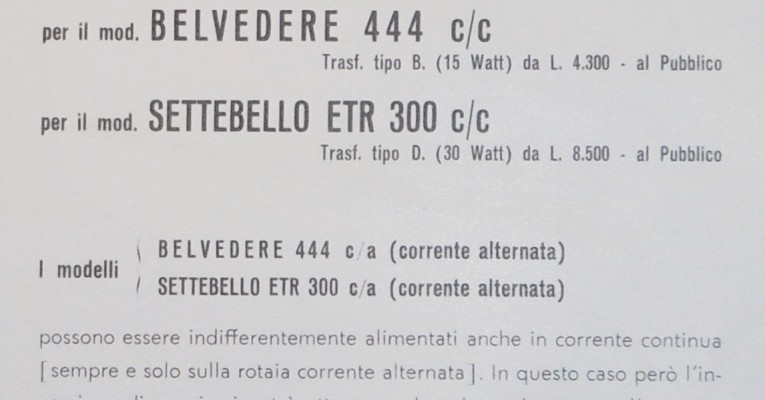 per il mod. BELVEDERE 444 c/c
Trasf. tipo B. (15 Watt) da L. 4.300 - al Pubblico
per il mod. SETTEBELLO ETR 300 c/c
Trasf. tipo D. (30 Watt) da L. 8.500 - al Pubblico
I modelli
BELVEDERE 444 c/a (corrente alternata)
SETTEBELLO ETR 300 c/a (corrente alternata)
possono essere indifferentemente alimentati anche in corrente continua
[sempre e solo sulla rotaia corrente alternata]. In questo caso però l'in-